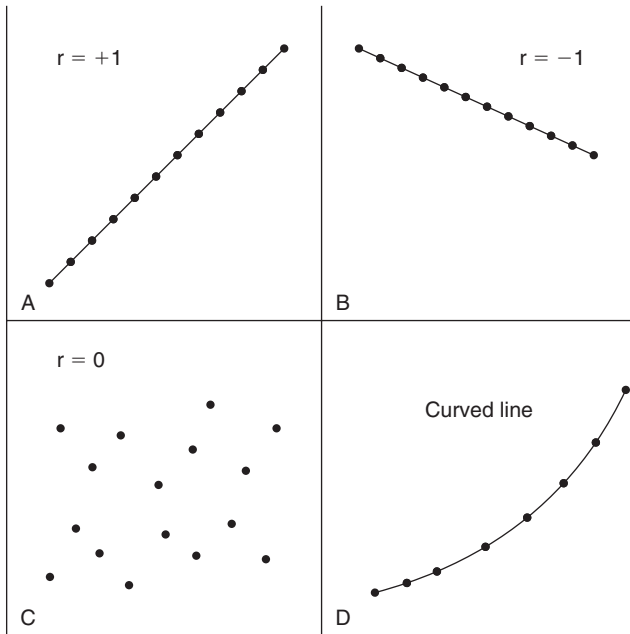 r = +1
A
r = −1
B
r = 0
C
Curved line
D